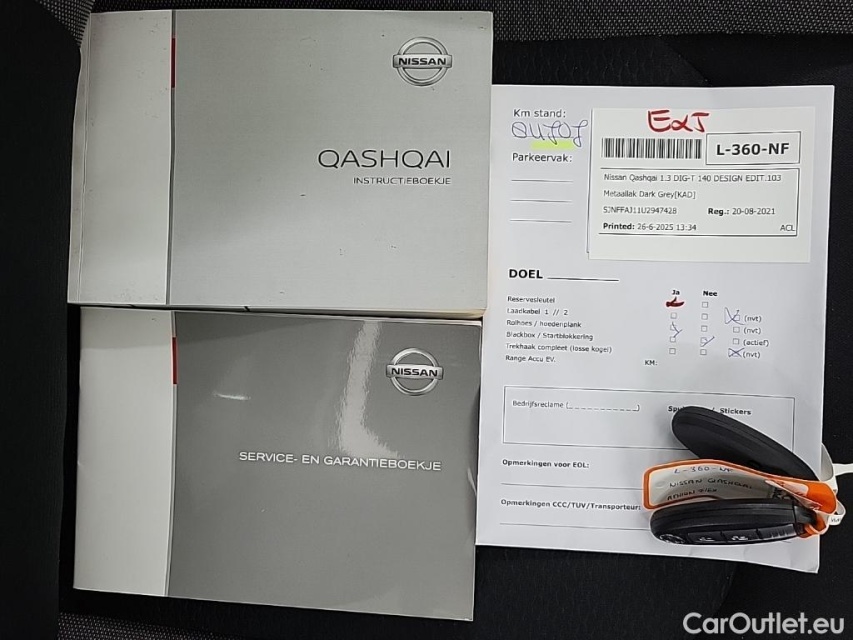 NISSAN
QASHQAI
INSTRUCTIEBOEKJE
NISSAN
SERVICE- EN GARANTIEBOEKJE
Km stand:
Parkeervak:
EXT
L-360-NF
Nissan Qashqai 1.3 DIG-T 140 DESIGN EDIT.103
Metaallak Dark Grey[KAD]
SJNFFAJ11U2947428 Reg.: 20-08-2021
Printed: 26-6-2025 13:34 ACL
DOEL
Ja Nee
Reservesleutel
Laadkabel 1 // 2 (nvt)
Rolhoes / hoedenplank (nvt)
Blackbox / Startblokkering (actief)
Trekhaak compleet (losse kogel) (nvt)
Range Accu EV. KM:
Bedrijfsreclame (
/ Stickers
Opmerkingen voor EOL:
Opmerkingen CCC/TUV/Transporteur:
L-360-NF
NISSAN QASHQAI
CarOutlet.eu